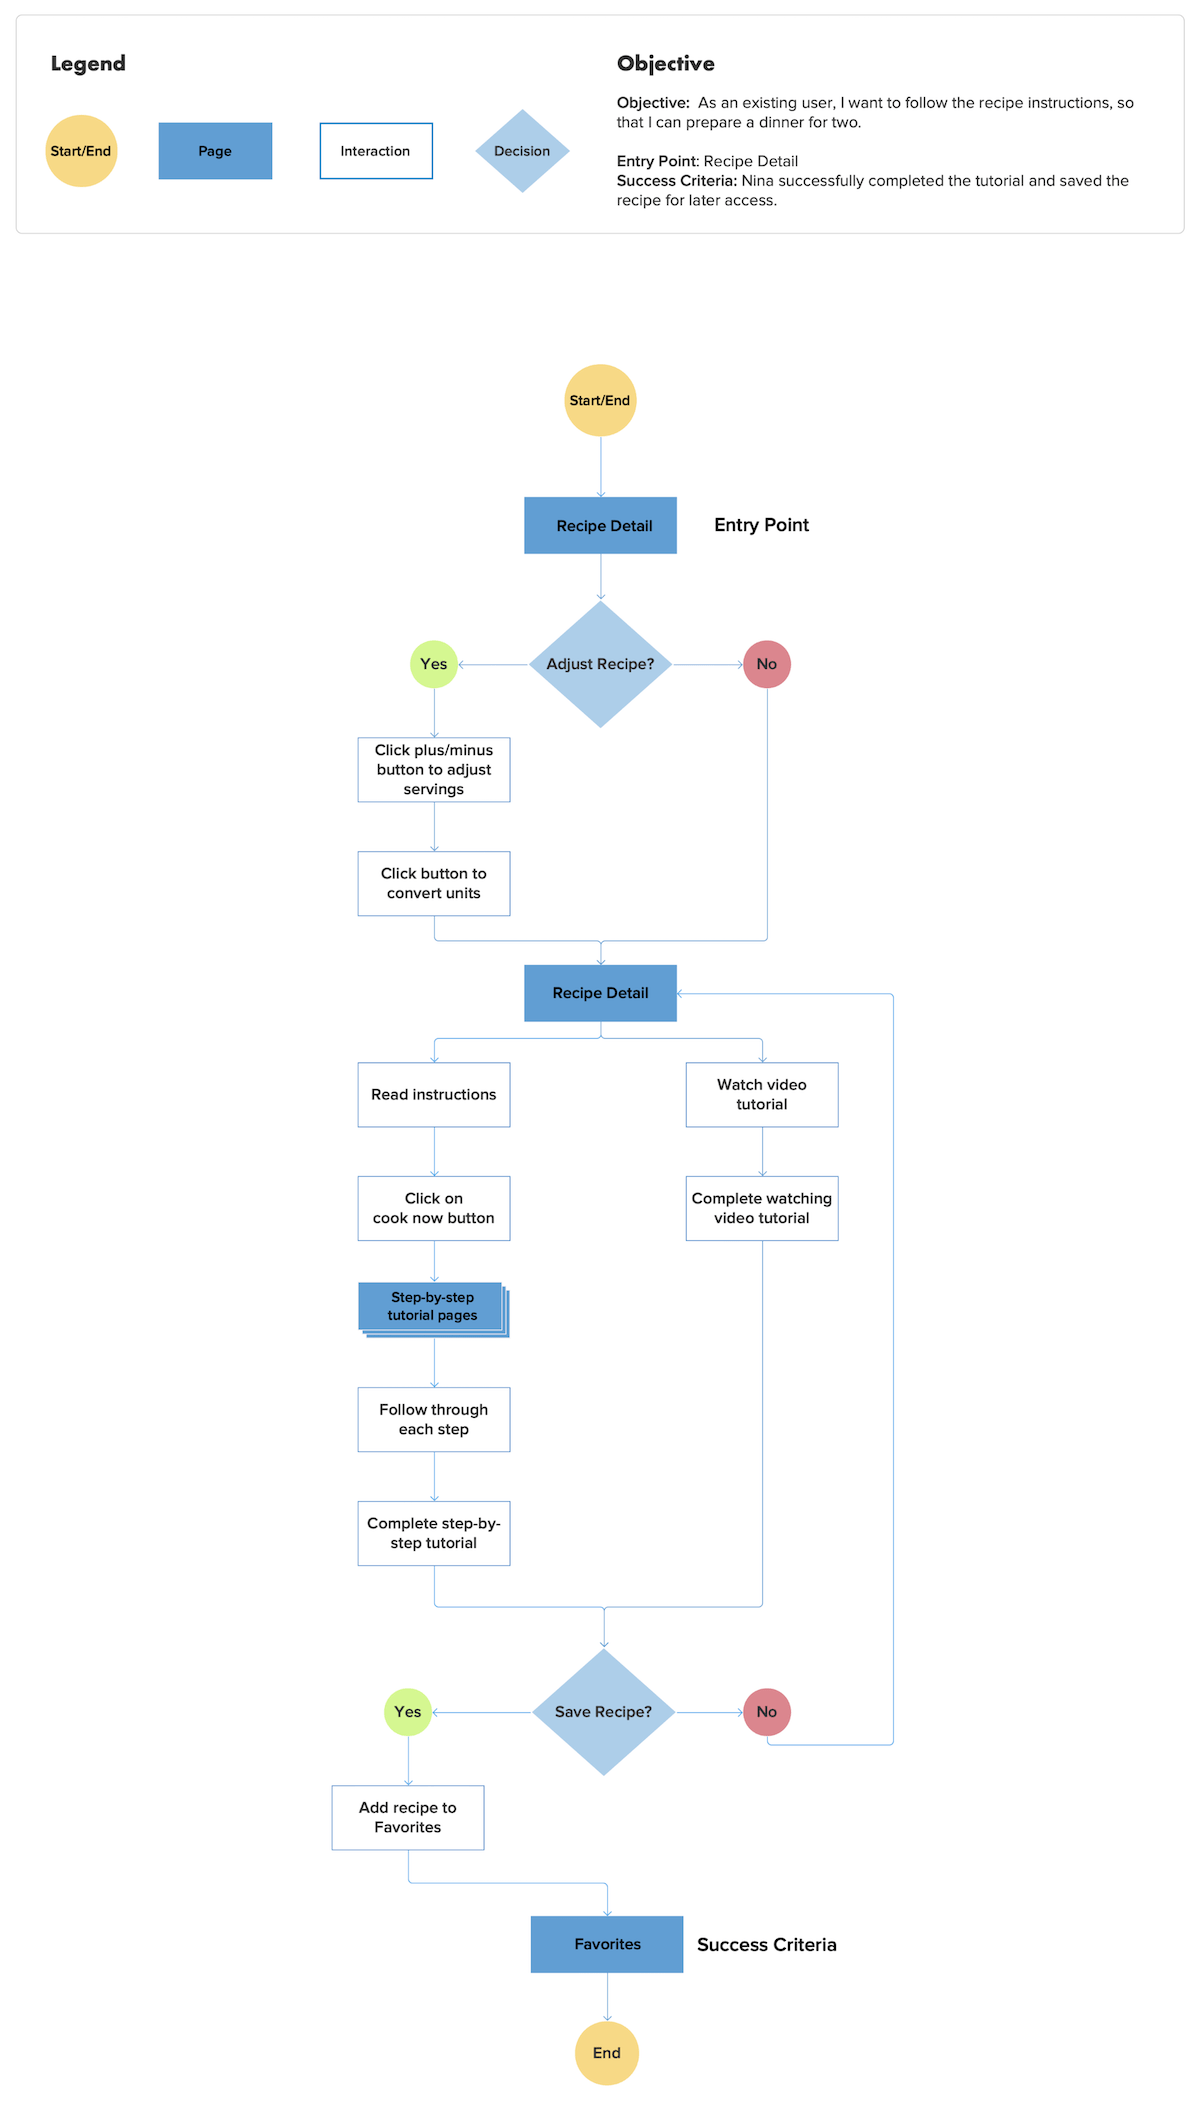 Legend
Start/End
Page
Interaction
Decision
Objective
Objective:  As an existing user, I want to follow the recipe instructions, so
that I can prepare a dinner for two.
Entry Point: Recipe Detail
Success Criteria: Nina successfully completed the tutorial and saved the
recipe for later access.
Start/End
Recipe Detail
Entry Point
Yes
Adjust Recipe?
No
Click plus/minus
button to adjust
servings
Click button to
convert units
Recipe Detail
Read instructions
Watch video
tutorial
Click on
cook now button
Complete watching
video tutorial
Step-by-step
tutorial pages
Follow through
each step
Complete step-by-
step tutorial
Yes
Save Recipe?
No
Add recipe to
Favorites
Favorites
Success Criteria
End